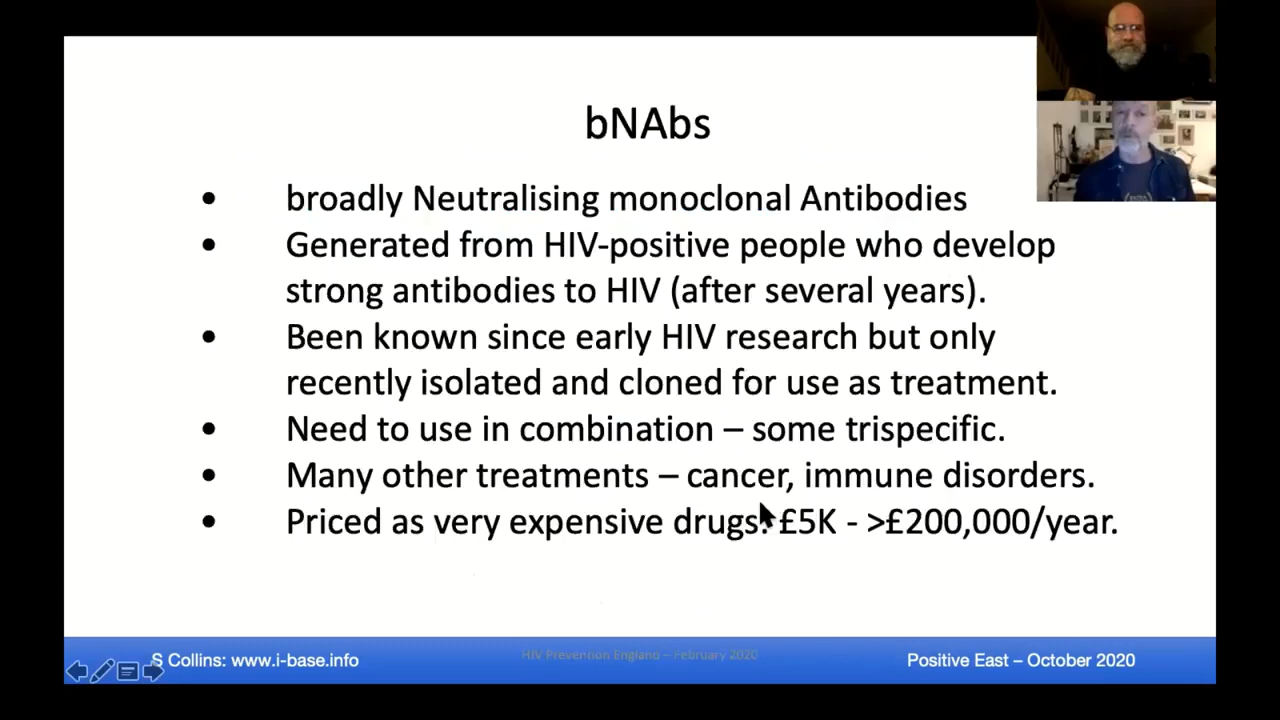 bNAbs
• broadly Neutralising monoclonal Antibodies
• Generated from HIV-positive people who develop
strong antibodies to HIV (after several years).
• Been known since early HIV research but only
recently isolated and cloned for use as treatment.
• Need to use in combination – some trispecific.
• Many other treatments – cancer, immune disorders.
• Priced as very expensive drugs: £5K - >£200,000/year.
S Collins: www.i-base.info
HIV Prevention England – February 2020
Positive East – October 2020